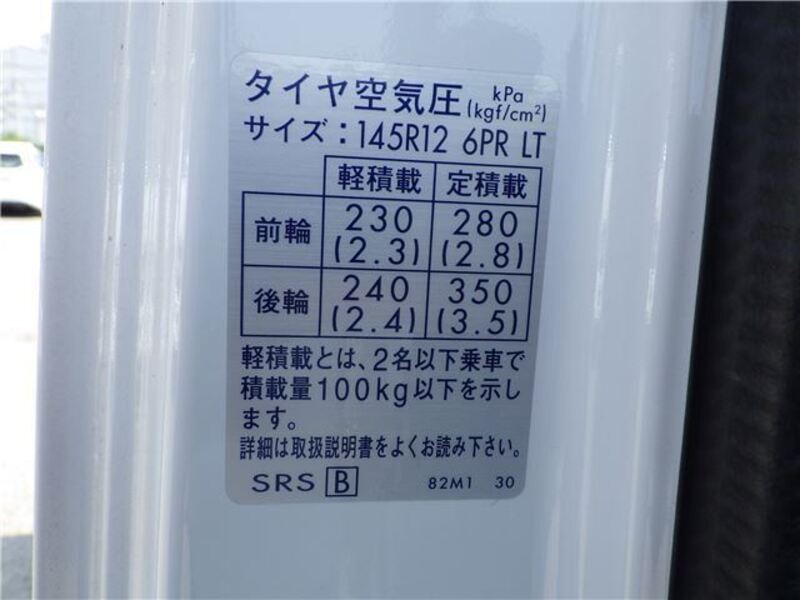 タイヤ空気圧 kPa (kgf/cm²)
サイズ：145R12 6PR LT
軽積載 定積載
前輪 230 (2.3) 280 (2.8)
後輪 240 (2.4) 350 (3.5)
軽積載とは、2名以下乗車で
積載量100kg以下を示し
ます。
詳細は取扱説明書をよくお読み下さい。
SRS B 82M1 30